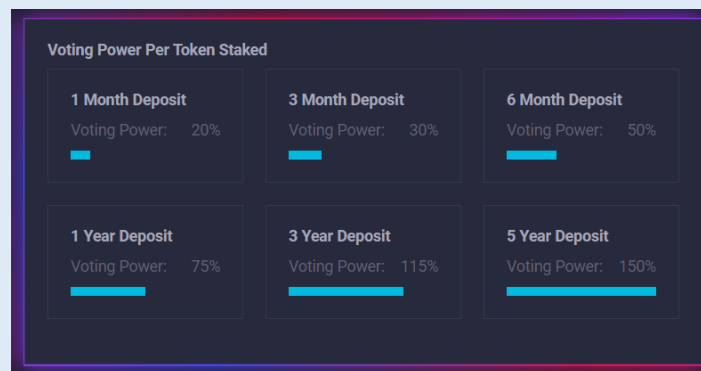 Voting Power Per Token Staked
1 Month Deposit
Voting Power: 20%
3 Month Deposit
Voting Power: 30%
6 Month Deposit
Voting Power: 50%
1 Year Deposit
Voting Power: 75%
3 Year Deposit
Voting Power: 115%
5 Year Deposit
Voting Power: 150%